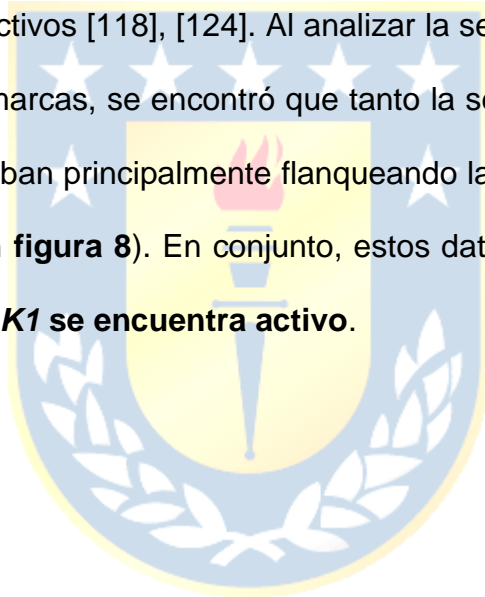 ctivos [118], [124]. Al analizar la se
marcas, se encontró que tanto la s
ban principalmente flanqueando la
figura 8). En conjunto, estos dat
K1 se encuentra activo.